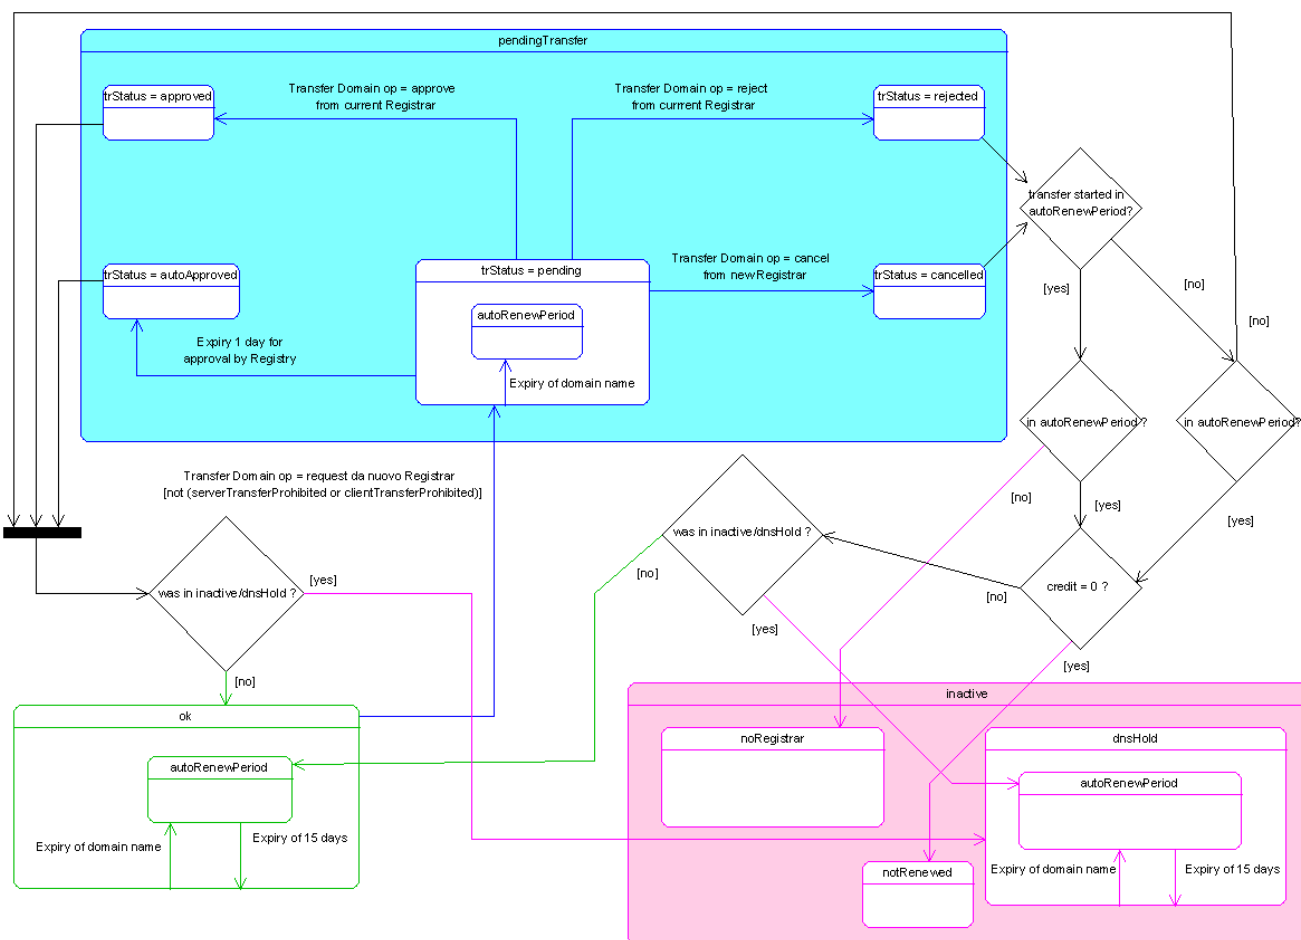 pendingTransfer
trStatus = approved
Transfer Domain op = approve
from current Registrar
Transfer Domain op = reject
from currrent Registrar
trStatus = rejected
transfer started in
autoRenewPeriod?
trStatus = autoApproved
trStatus = pending
autoRenewPeriod
Expiry of domain name
Transfer Domain op = cancel
from new Registrar
trStatus = cancelled
Expiry 1 day for
approval by Registry
[yes]
[no]
[no]
in autoRenewPeriod ?
in autoRenewPeriod?
Transfer Domain op = request da nuovo Registrar
[not (serverTransferProhibited or clientTransferProhibited)]
[no]
[yes]
[yes]
was in inactive/dnsHold ?
[yes]
was in inactive/dnsHold ?
[no]
[yes]
credit = 0 ?
[no]
[yes]
[no]
ok
autoRenewPeriod
Expiry of domain name
Expiry of 15 days
inactive
noRegistrar
dnsHold
autoRenewPeriod
Expiry of domain name
Expiry of 15 days
notRenewed